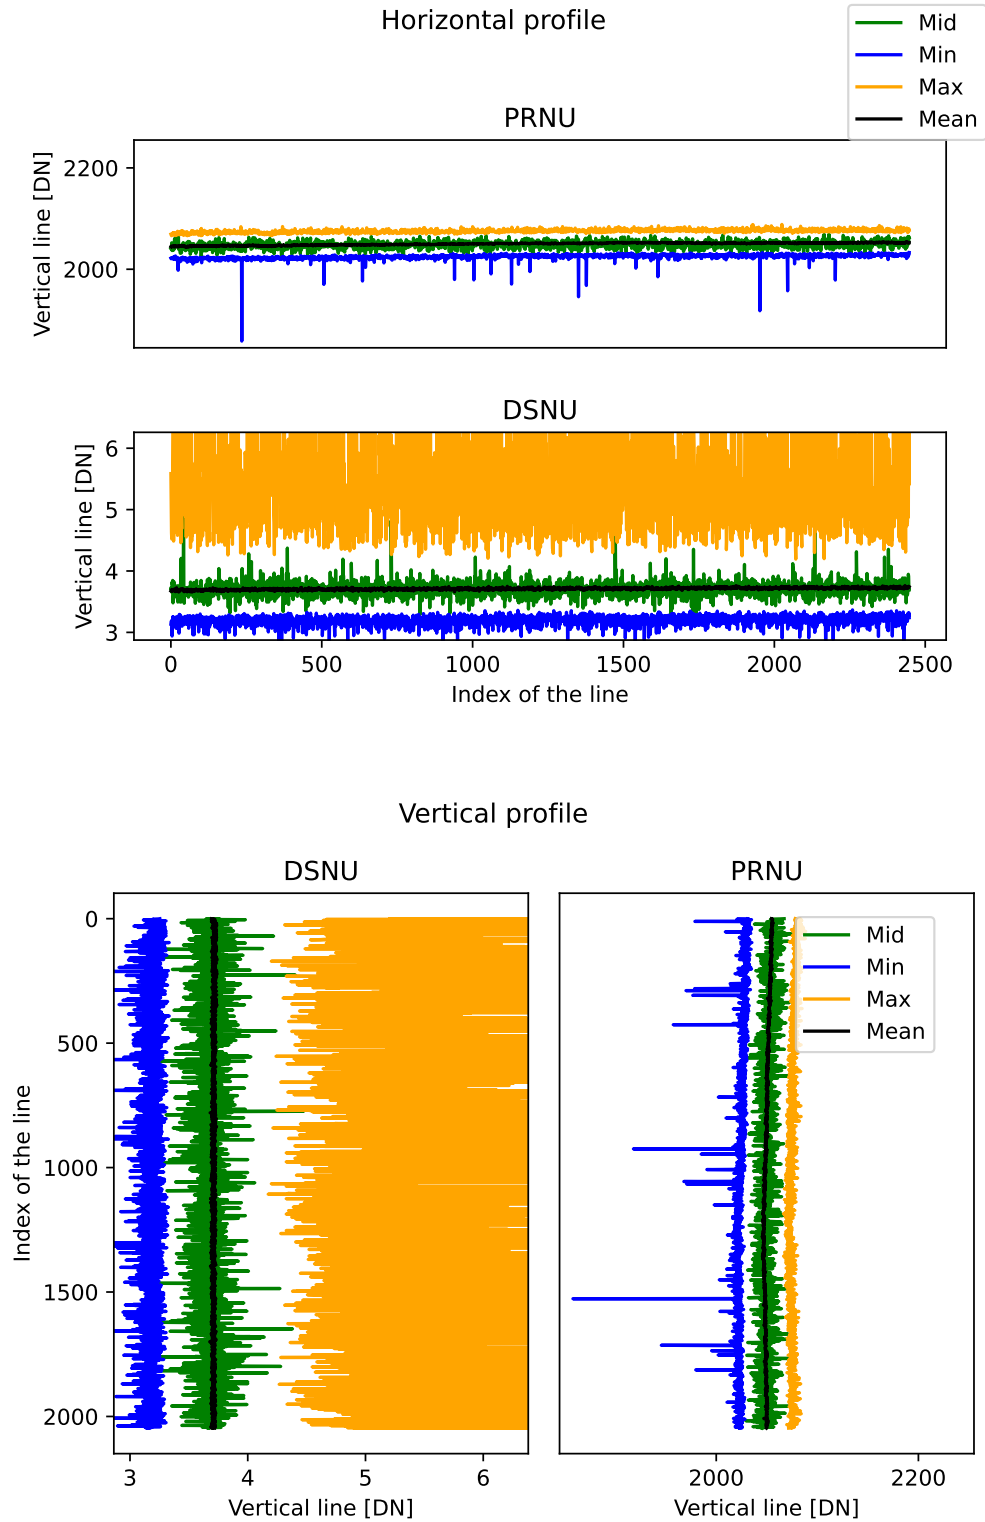 Horizontal profile
Mid
Min
Max
Mean
PRNU
Vertical line [DN]
2200
2000
DSNU
Vertical line [DN]
6
5
4
3
0
500
1000
1500
2000
2500
Index of the line
Vertical profile
DSNU
Index of the line
0
500
1000
1500
2000
3
4
5
6
Vertical line [DN]
PRNU
Mid
Min
Max
Mean
2000
2200
Vertical line [DN]